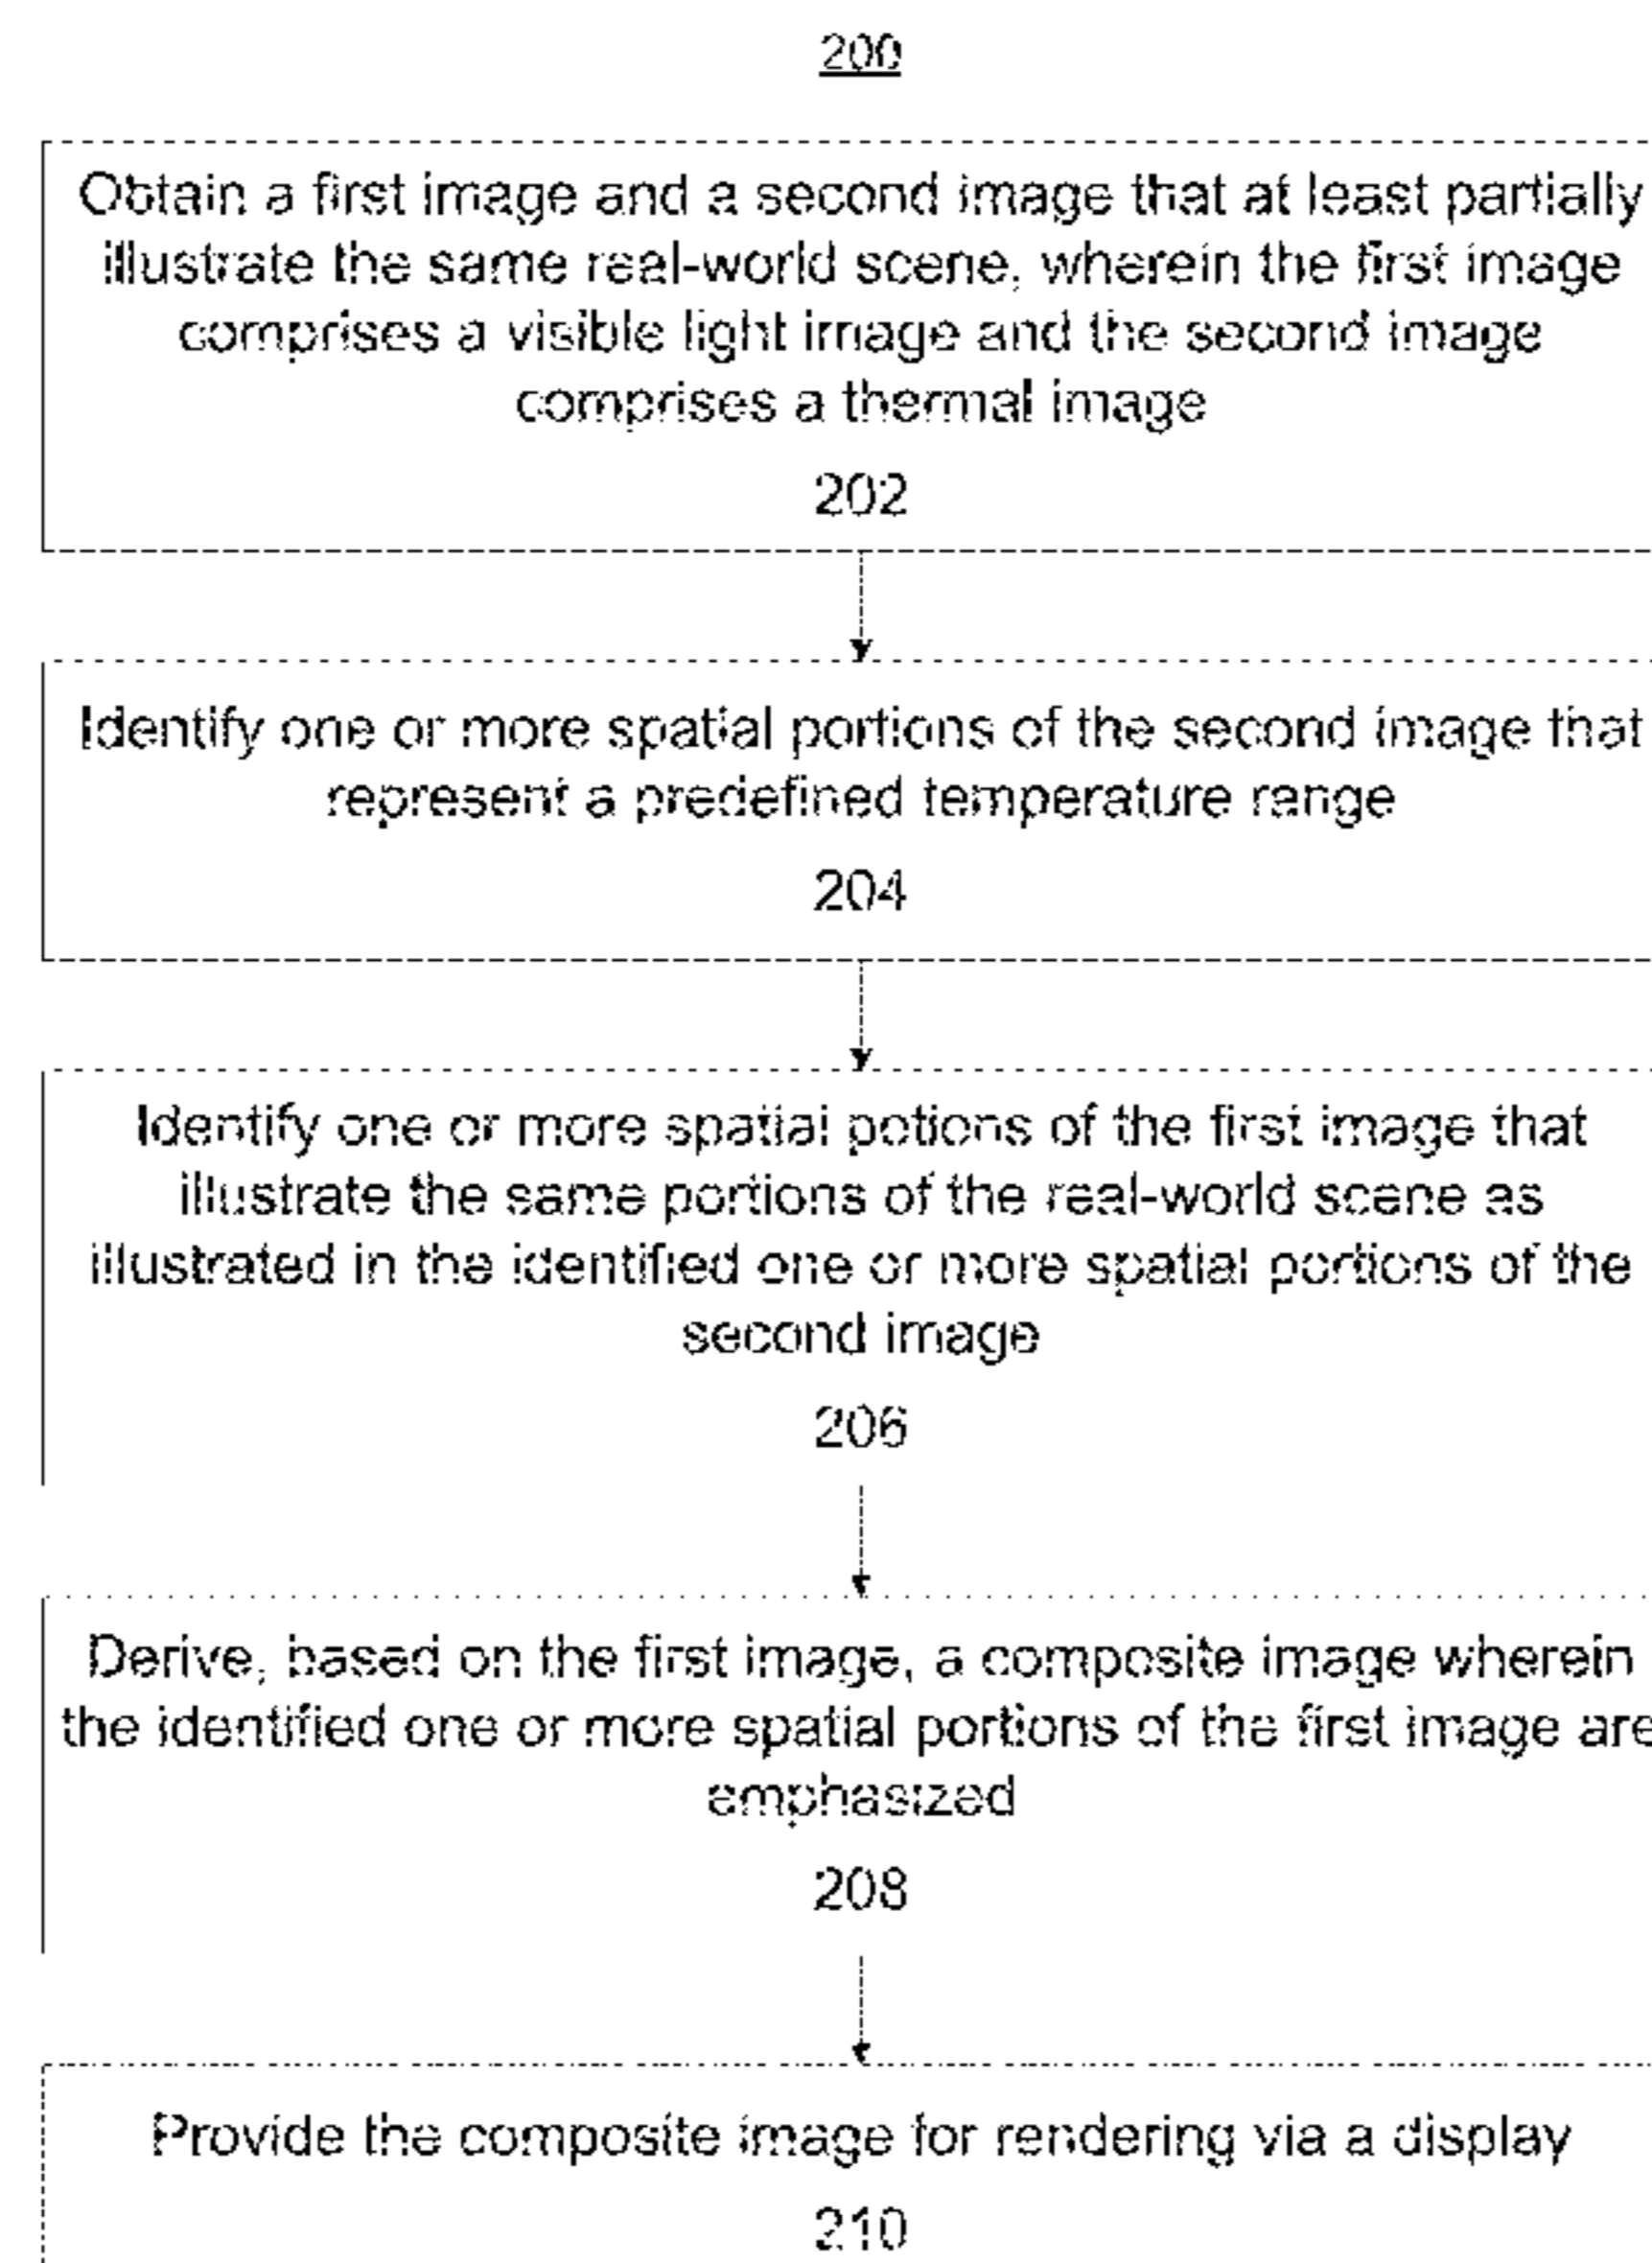 200
Obtain a first image and a second image that at least partially
illustrate the same real-world scene, wherein the first image
comprises a visible light image and the second image
comprises a thermal image
202
Identify one or more spatial portions of the second image that
represent a predefined temperature range
204
Identify one or more spatial potions of the first image that
illustrate the same portions of the real-world scene as
illustrated in the identified one or more spatial portions of the
second image
206
Derive, based on the first image, a composite image wherein
the identified one or more spatial portions of the first image are
emphasized
208
Provide the composite image for rendering via a display
210